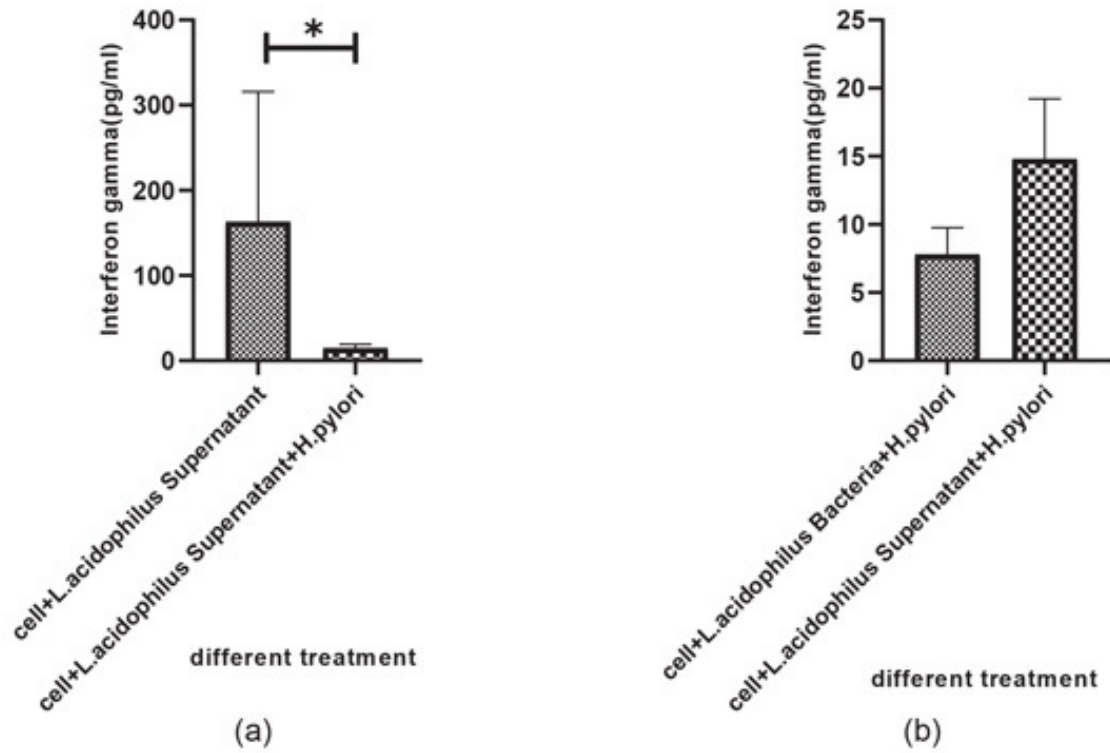 400
300
200
100
0
Interferon gamma(pg/ml)
*
cell+L.acidophilus Supernatant
cell+L.acidophilus Supernatant+H.pylori
different treatment
(a)
25
20
15
10
5
0
Interferon gamma(pg/ml)
cell+L.acidophilus Bacteria+H.pylori
cell+L.acidophilus Supernatant+H.pylori
different treatment
(b)